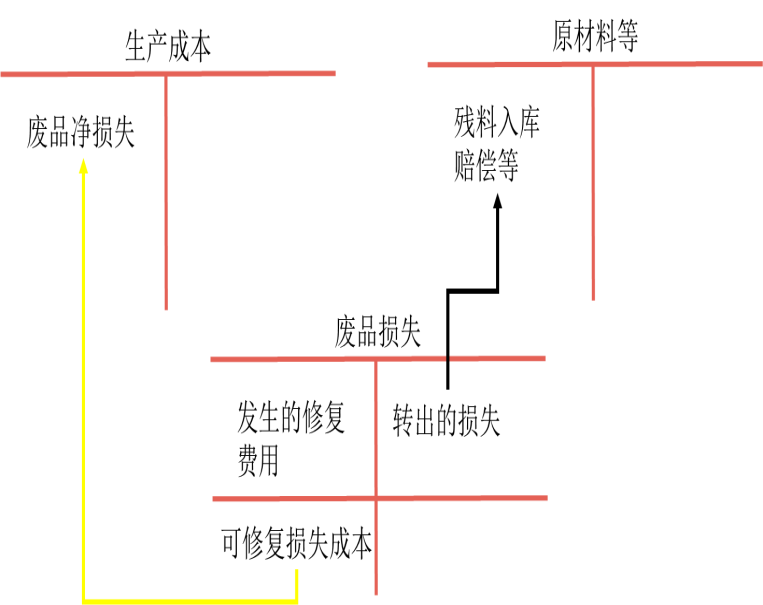 生产成本
原材料等
废品净损失
残料入库
赔偿等
废品损失
发生的修复
费用
转出的损失
可修复损失成本